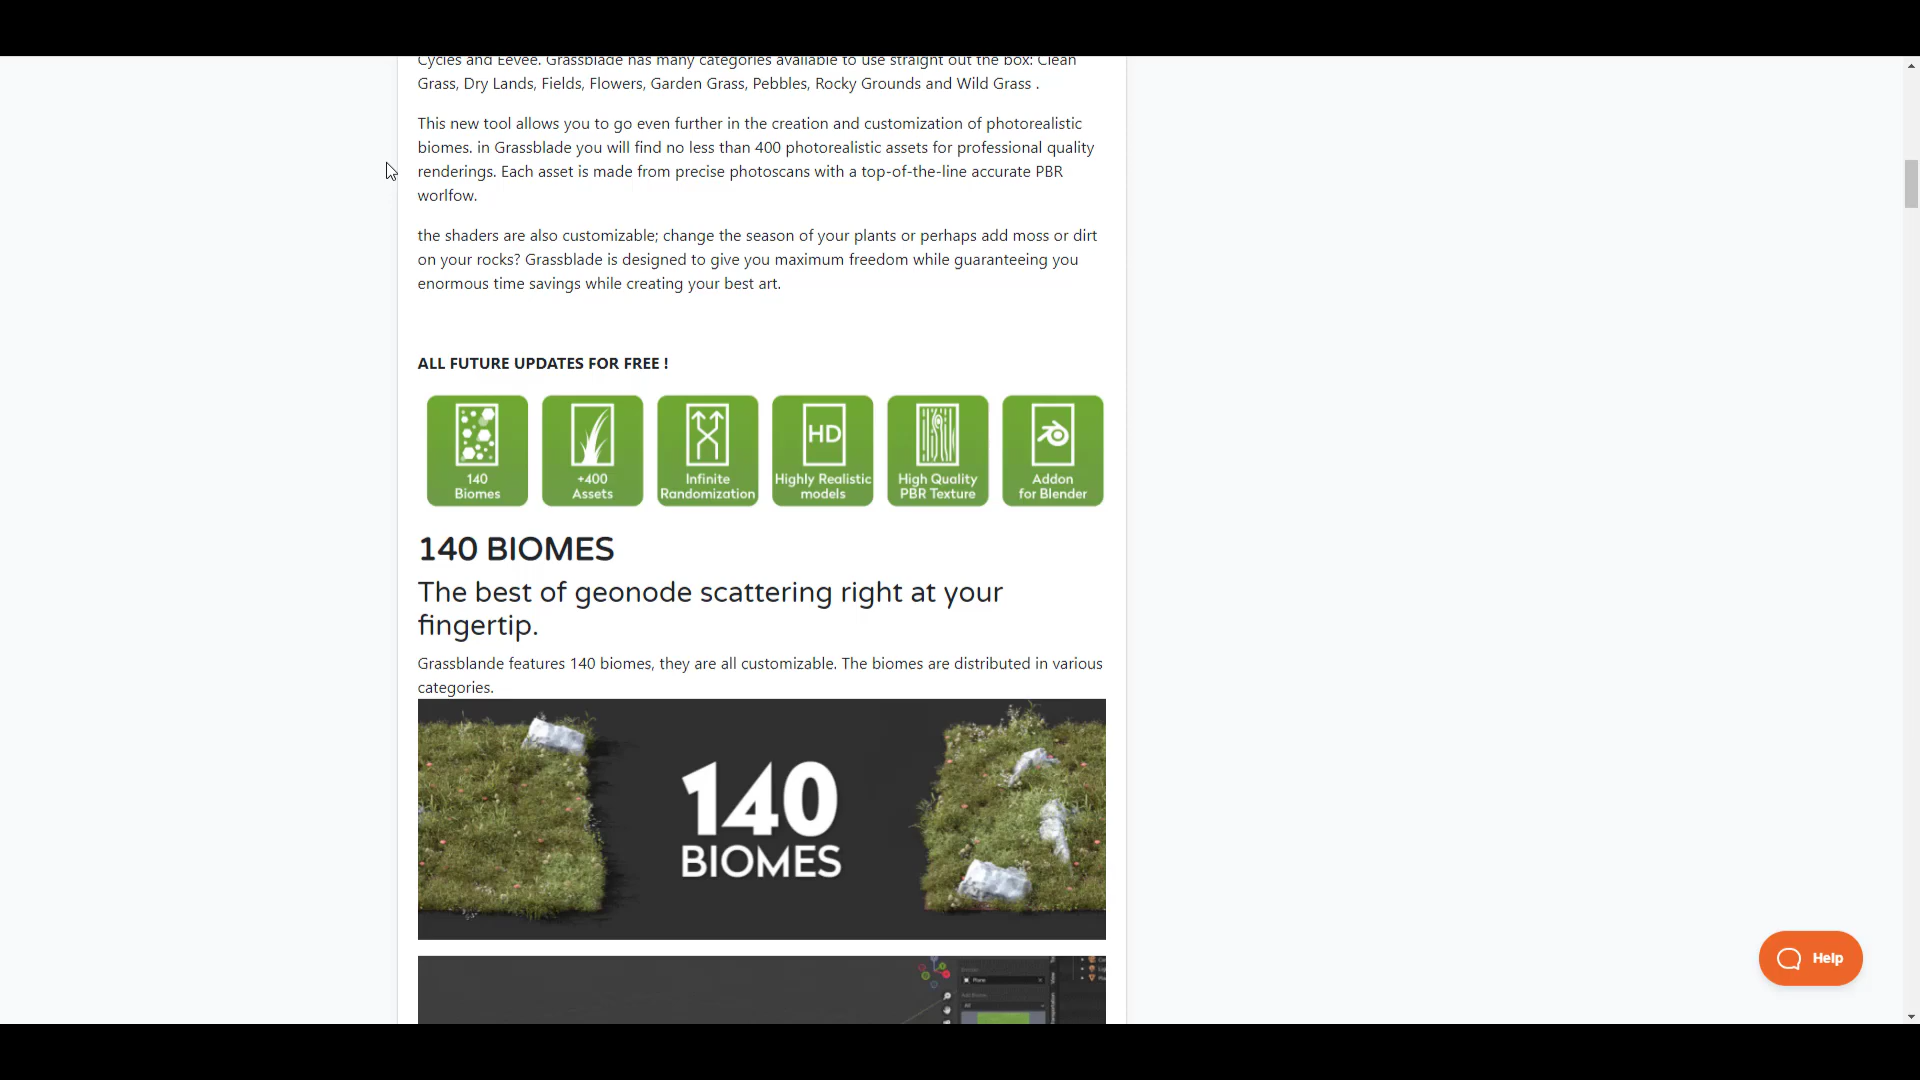 Cycles and Eevee. Grassblade has many categories available to use straight out the box: Clean
Grass, Dry Lands, Fields, Flowers, Garden Grass, Pebbles, Rocky Grounds and Wild Grass .
This new tool allows you to go even further in the creation and customization of photorealistic
biomes. in Grassblade you will find no less than 400 photorealistic assets for professional quality
renderings. Each asset is made from precise photoscans with a top-of-the-line accurate PBR
worlfow.
the shaders are also customizable; change the season of your plants or perhaps add moss or dirt
on your rocks? Grassblade is designed to give you maximum freedom while guaranteeing you
enormous time savings while creating your best art.
ALL FUTURE UPDATES FOR FREE !
140
Biomes
+400
Assets
Infinite
Randomization
HD
Highly Realistic
models
High Quality
PBR Texture
Addon
for Blender
140 BIOMES
The best of geonode scattering right at your
fingertip.
Grassblande features 140 biomes, they are all customizable. The biomes are distributed in various
categories.
140
BIOMES
Plane
All
Help